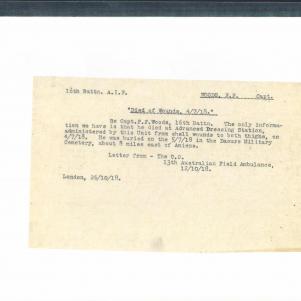 16th Battn. A.I.F. WOODS, F.F. Capt.
"Died of Wounds, 4/7/18."
Re Capt.F.F.Woods, 16th Battn. The only informa-
tion we have is that he died at Advanced Dressing Station,
administered by this Unit from shell wounds to both thighs, on
4/7/18. He was buried on the 5/7/18 in the Daours Military
Cemetery, about 8 miles east of Amiens.
Letter from - The C.O.
13th Australian Field Ambulance,
12/10/18.
London, 26/10/18.